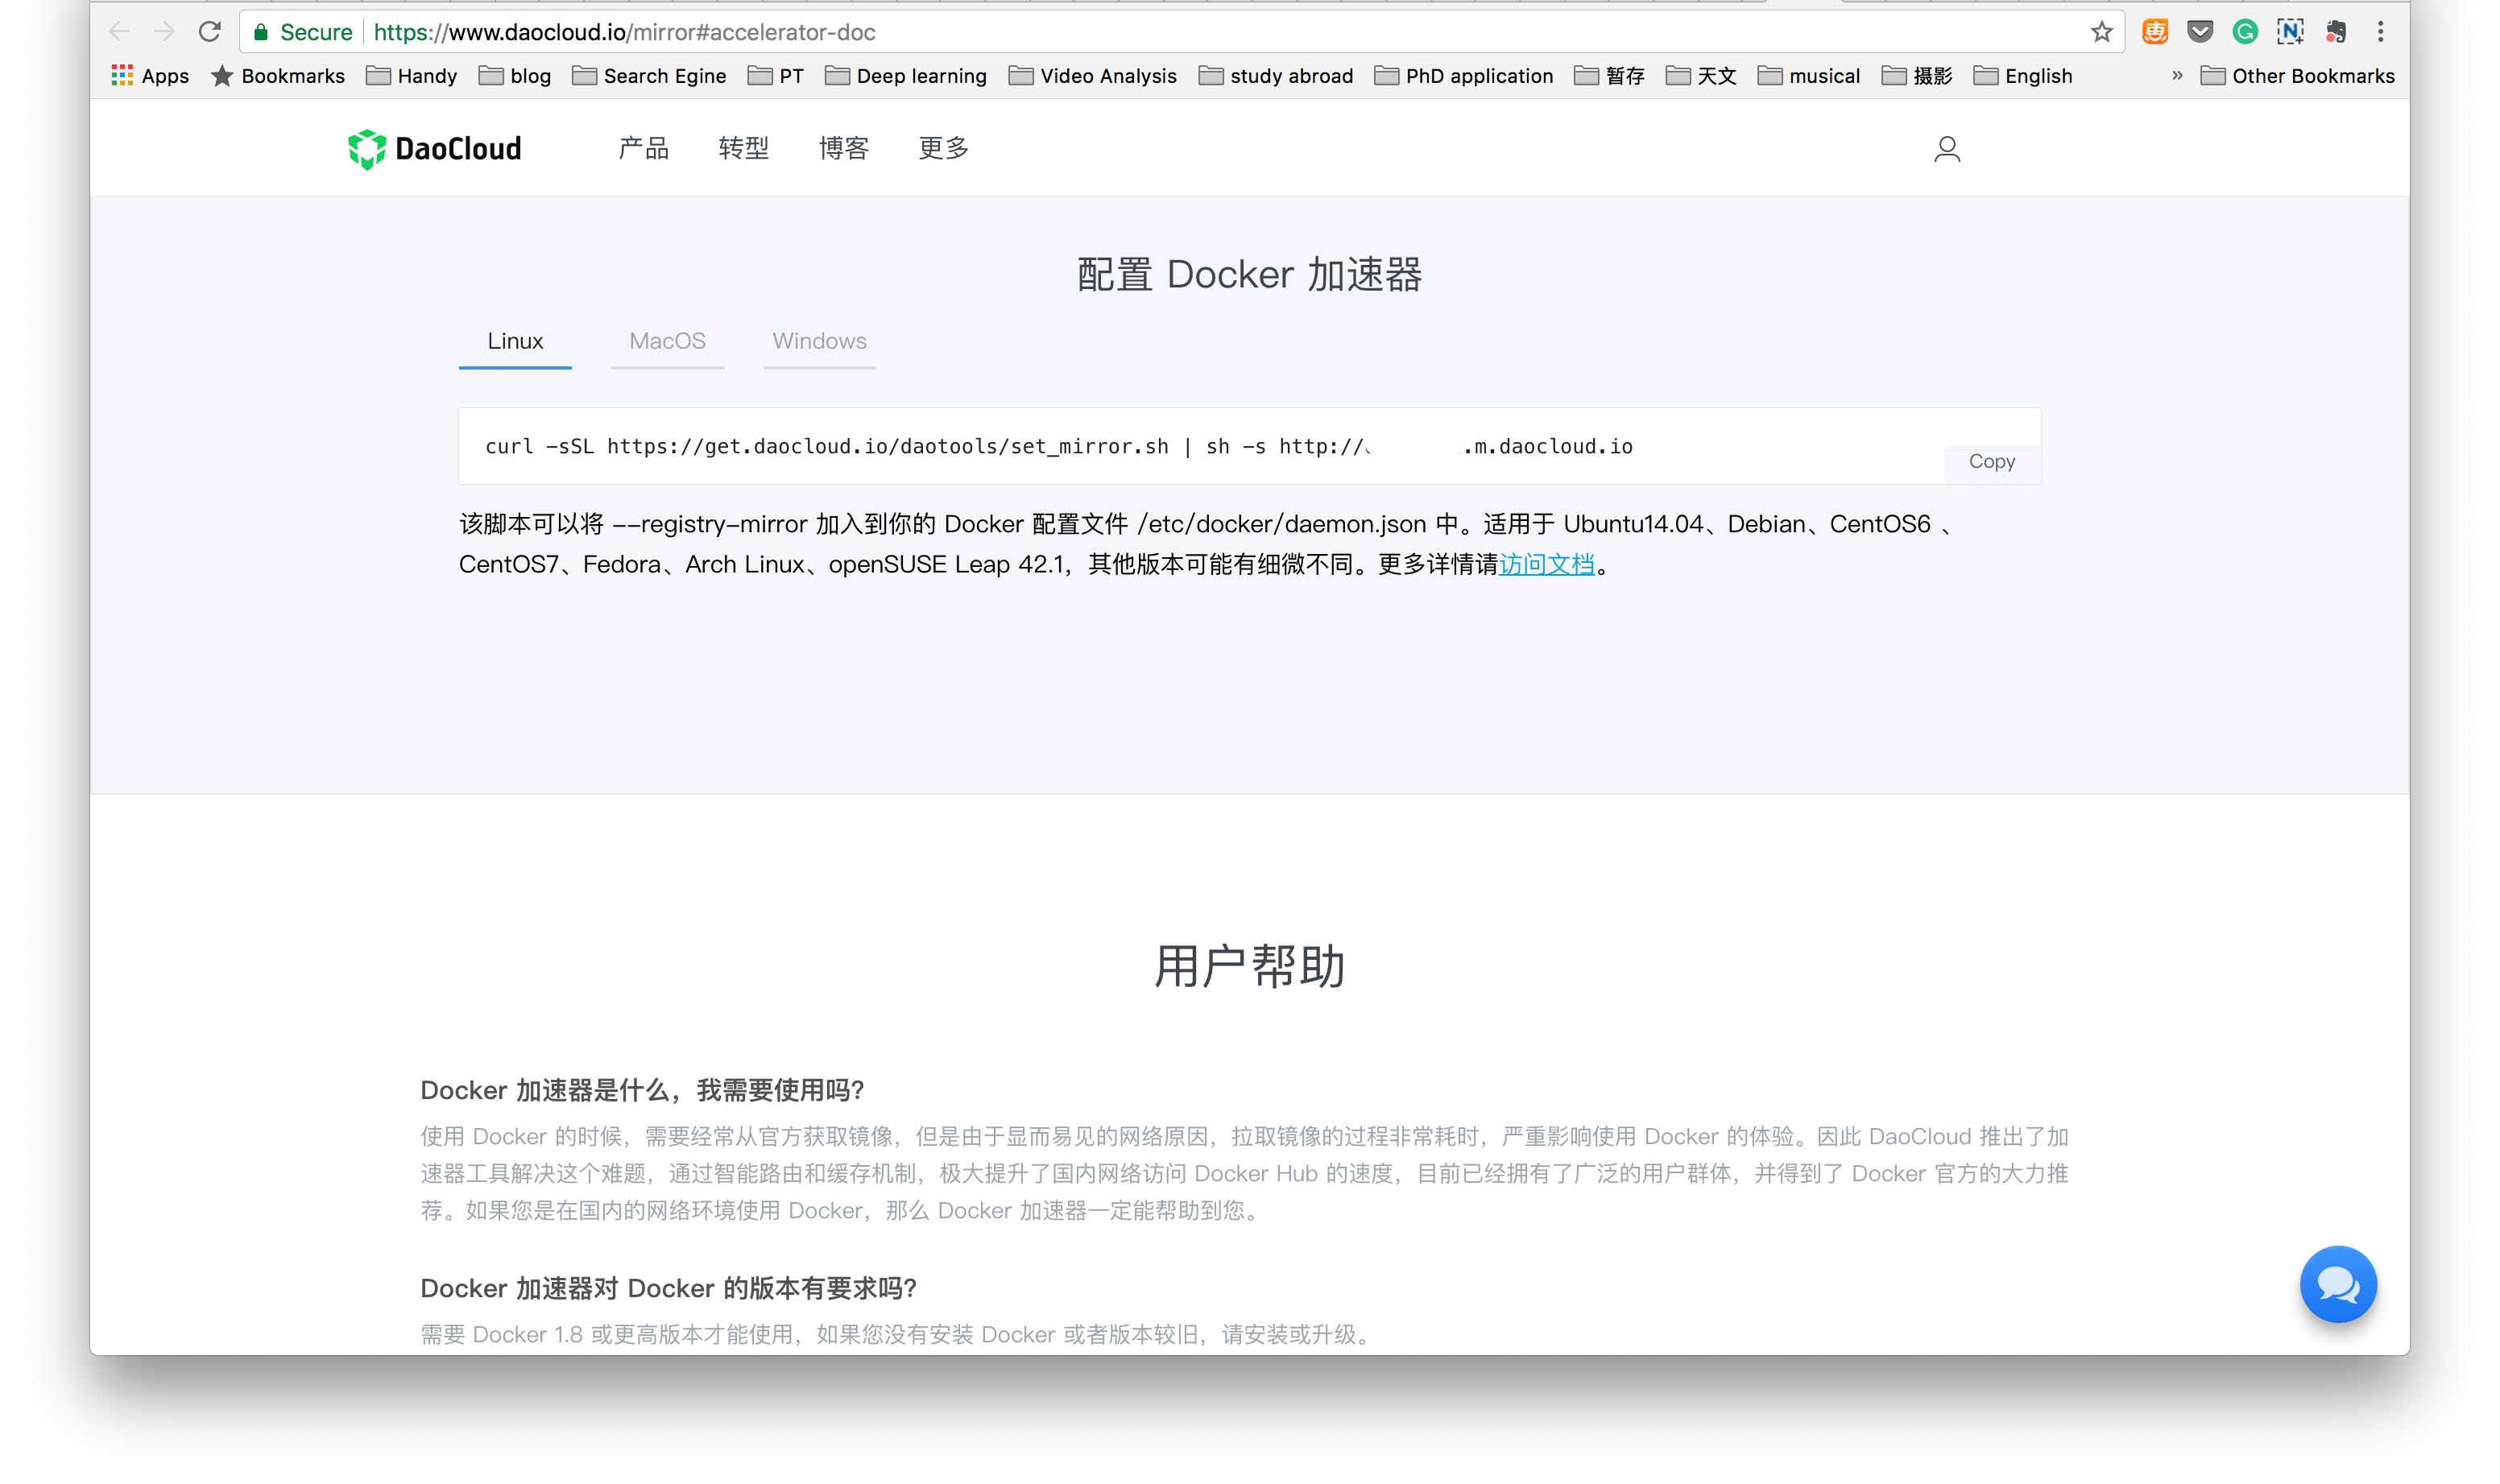 Secure https://www.daocloud.io/mirror#accelerator-doc
Apps Bookmarks Handy blog Search Egine PT Deep learning Video Analysis study abroad PhD application 暂存 天文 musical 摄影 English » Other Bookmarks
DaoCloud 产品 转型 博客 更多
配置 Docker 加速器
Linux MacOS Windows
curl -sSL https://get.daocloud.io/daotools/set_mirror.sh | sh -s http:// .m.daocloud.io
Copy
该脚本可以将 --registry-mirror 加入到你的 Docker 配置文件 /etc/docker/daemon.json 中。适用于 Ubuntu14.04、Debian、CentOS6 、
CentOS7、Fedora、Arch Linux、openSUSE Leap 42.1，其他版本可能有细微不同。更多详情请访问文档。
用户帮助
Docker 加速器是什么，我需要使用吗?
使用 Docker 的时候，需要经常从官方获取镜像，但是由于显而易见的网络原因，拉取镜像的过程非常耗时，严重影响使用 Docker 的体验。因此 DaoCloud 推出了加
速器工具解决这个难题，通过智能路由和缓存机制，极大提升了国内网络访问 Docker Hub 的速度，目前已经拥有了广泛的用户群体，并得到了 Docker 官方的大力推
荐。如果您是在国内的网络环境使用 Docker，那么 Docker 加速器一定能帮助到您。
Docker 加速器对 Docker 的版本有要求吗?
需要 Docker 1.8 或更高版本才能使用，如果您没有安装 Docker 或者版本较旧，请安装或升级。